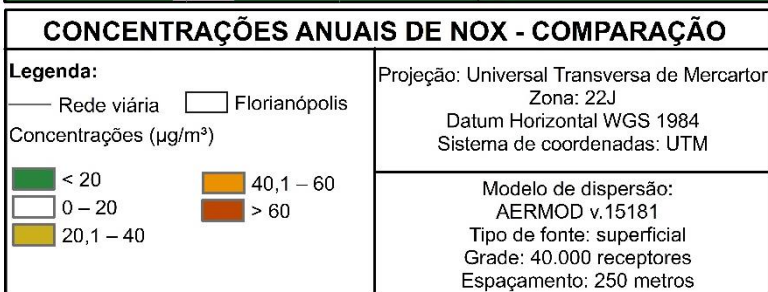 CONCENTRAÇÕES ANUAIS DE NOX - COMPARAÇÃO
Legenda:
Rede viária
Florianópolis
Concentrações (µg/m³)
< 20
0 – 20
20,1 – 40
40,1 – 60
> 60
Projeção: Universal Transversa de Mercartor
Zona: 22J
Datum Horizontal WGS 1984
Sistema de coordenadas: UTM
Modelo de dispersão:
AERMOD v.15181
Tipo de fonte: superficial
Grade: 40.000 receptores
Espaçamento: 250 metros